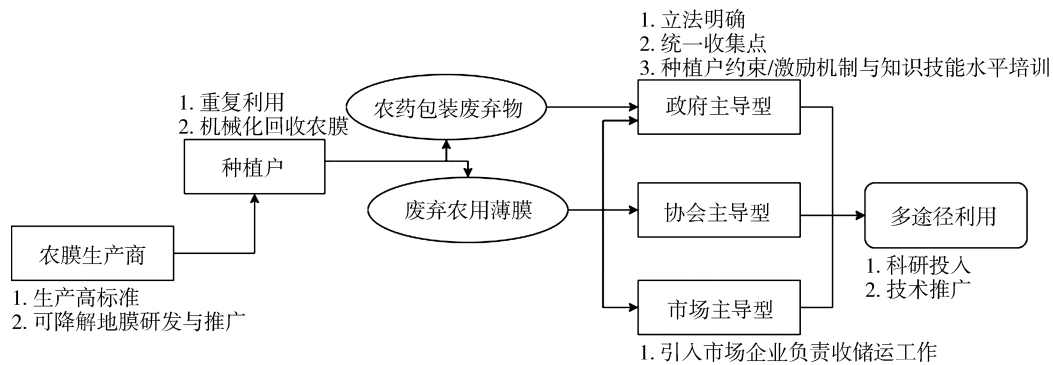 1. 立法明确
2. 统一收集点
3. 种植户约束/激励机制与知识技能水平培训
1. 重复利用
2. 机械化回收农膜
农药包装废弃物
政府主导型
种植户
废弃农用薄膜
协会主导型
多途径利用
农膜生产商
1. 科研投入
2. 技术推广
1. 生产高标准
2. 可降解地膜研发与推广
市场主导型
1. 引入市场企业负责收储运工作